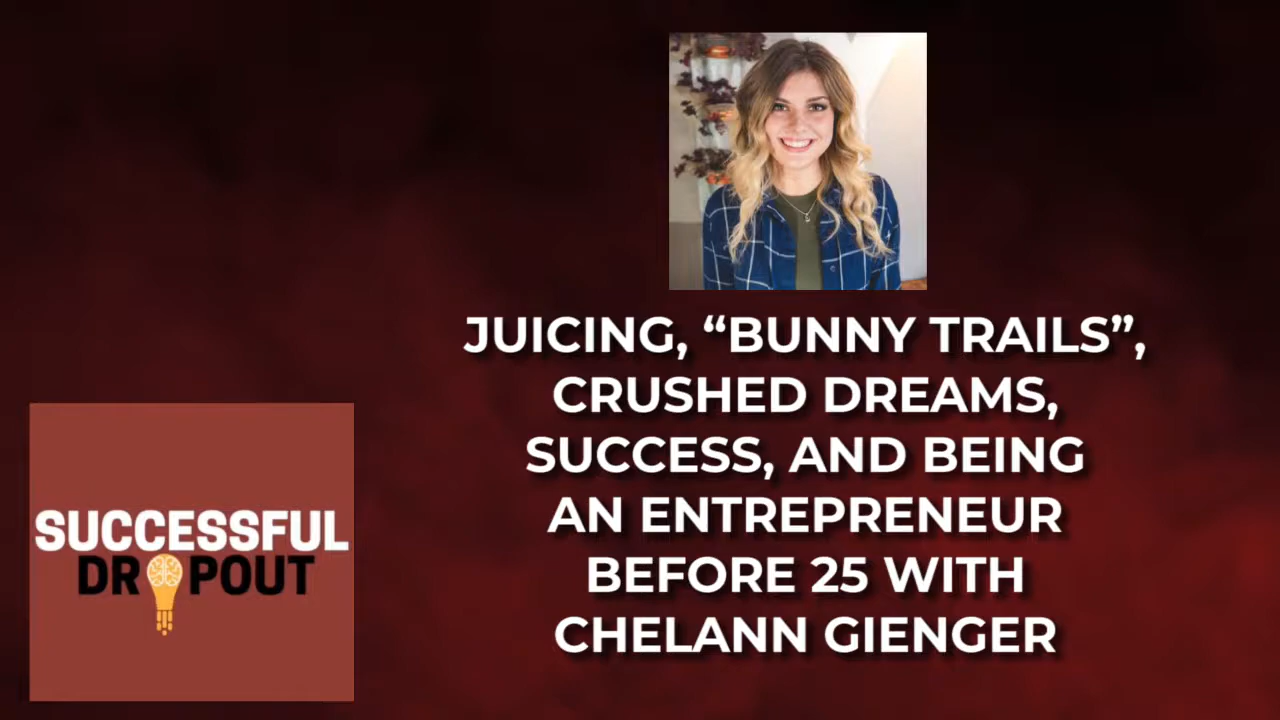 JUICING, “BUNNY TRAILS”,
CRUSHED DREAMS,
SUCCESS, AND BEING
AN ENTREPRENEUR
BEFORE 25 WITH
CHELANN GIENGER
SUCCESSFUL
DROPOUT